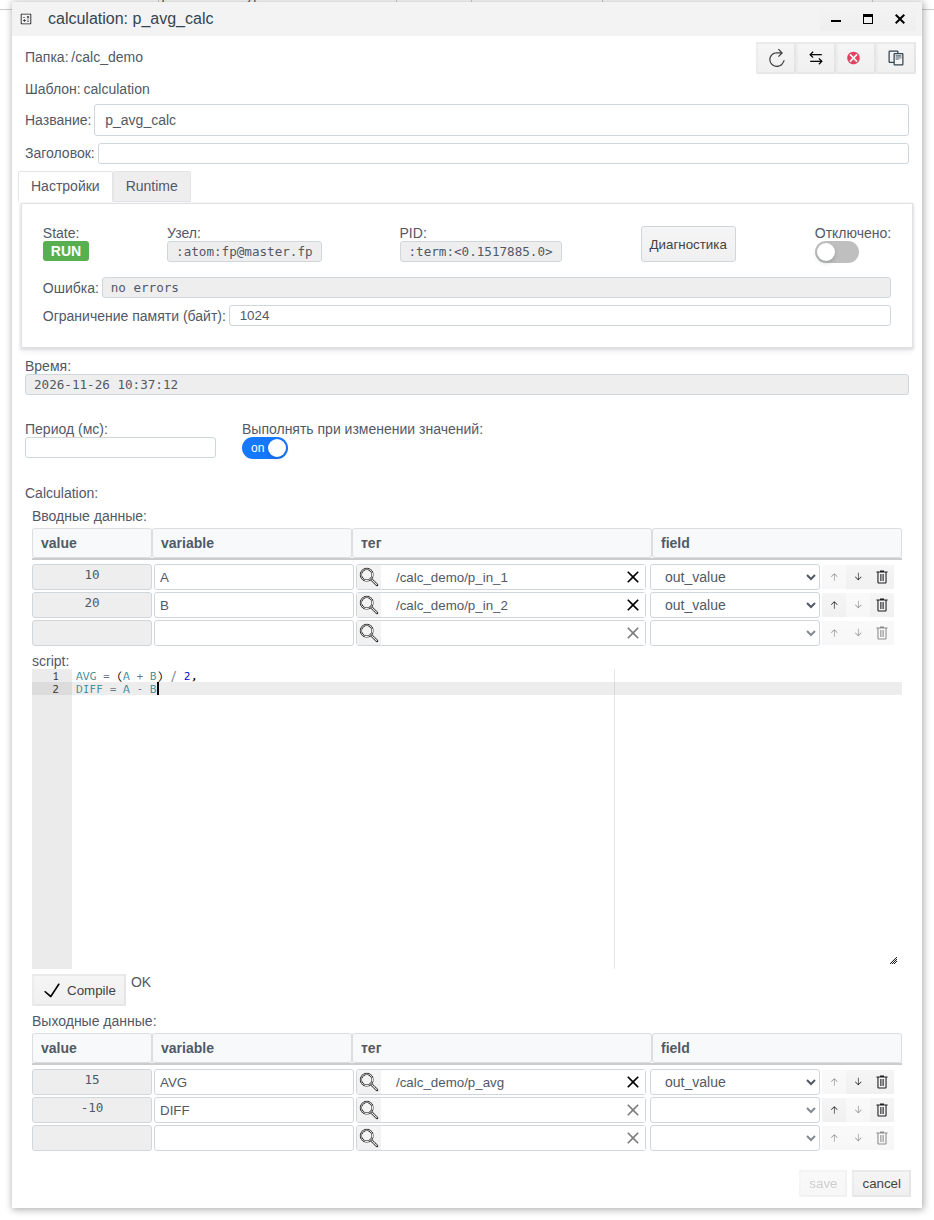 calculation: p_avg_calc
Папка: /calc_demo
Шаблон: calculation
Название: p_avg_calc
Заголовок:
Настройки Runtime
State: Узел: PID: Отключено:
RUN :atom:fp@master.fp :term:<0.1517885.0> Диагностика
Ошибка: no errors
Ограничение памяти (байт): 1024
Время:
2026-11-26 10:37:12
Период (мс): Выполнять при изменении значений:
on
Calculation:
Вводные данные:
value variable тег field
10 A /calc_demo/p_in_1 out_value
20 B /calc_demo/p_in_2 out_value
script:
1 AVG = (A + B) / 2,
2 DIFF = A - B
Compile OK
Выходные данные:
value variable тег field
15 AVG /calc_demo/p_avg out_value
-10 DIFF
save cancel